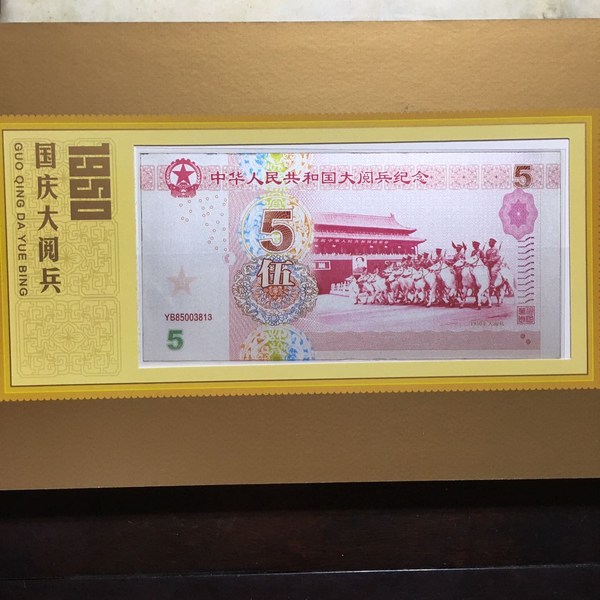 1950
国庆大阅兵
GUO QING DA YUE BING
中华人民共和国大阅兵纪念
5
5
伍
YB85003813
5